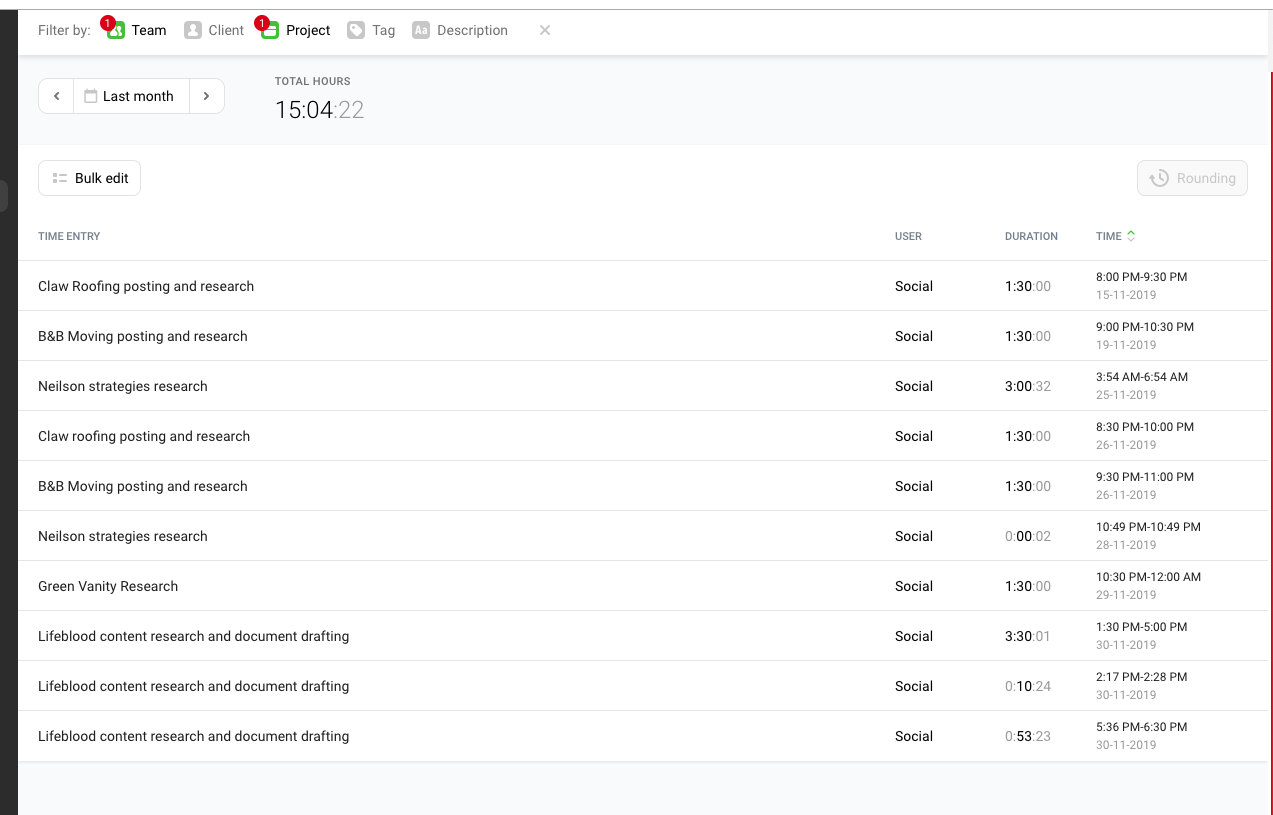 Filter by: 1 Team Client 1 Project Tag Aa Description
Last month
TOTAL HOURS
15:04:22
Bulk edit
Rounding
TIME ENTRY USER DURATION TIME
Claw Roofing posting and research Social 1:30:00 8:00 PM-9:30 PM
15-11-2019
B&B Moving posting and research Social 1:30:00 9:00 PM-10:30 PM
19-11-2019
Neilson strategies research Social 3:00:32 3:54 AM-6:54 AM
25-11-2019
Claw roofing posting and research Social 1:30:00 8:30 PM-10:00 PM
26-11-2019
B&B Moving posting and research Social 1:30:00 9:30 PM-11:00 PM
26-11-2019
Neilson strategies research Social 0:00:02 10:49 PM-10:49 PM
28-11-2019
Green Vanity Research Social 1:30:00 10:30 PM-12:00 AM
29-11-2019
Lifeblood content research and document drafting Social 3:30:01 1:30 PM-5:00 PM
30-11-2019
Lifeblood content research and document drafting Social 0:10:24 2:17 PM-2:28 PM
30-11-2019
Lifeblood content research and document drafting Social 0:53:23 5:36 PM-6:30 PM
30-11-2019